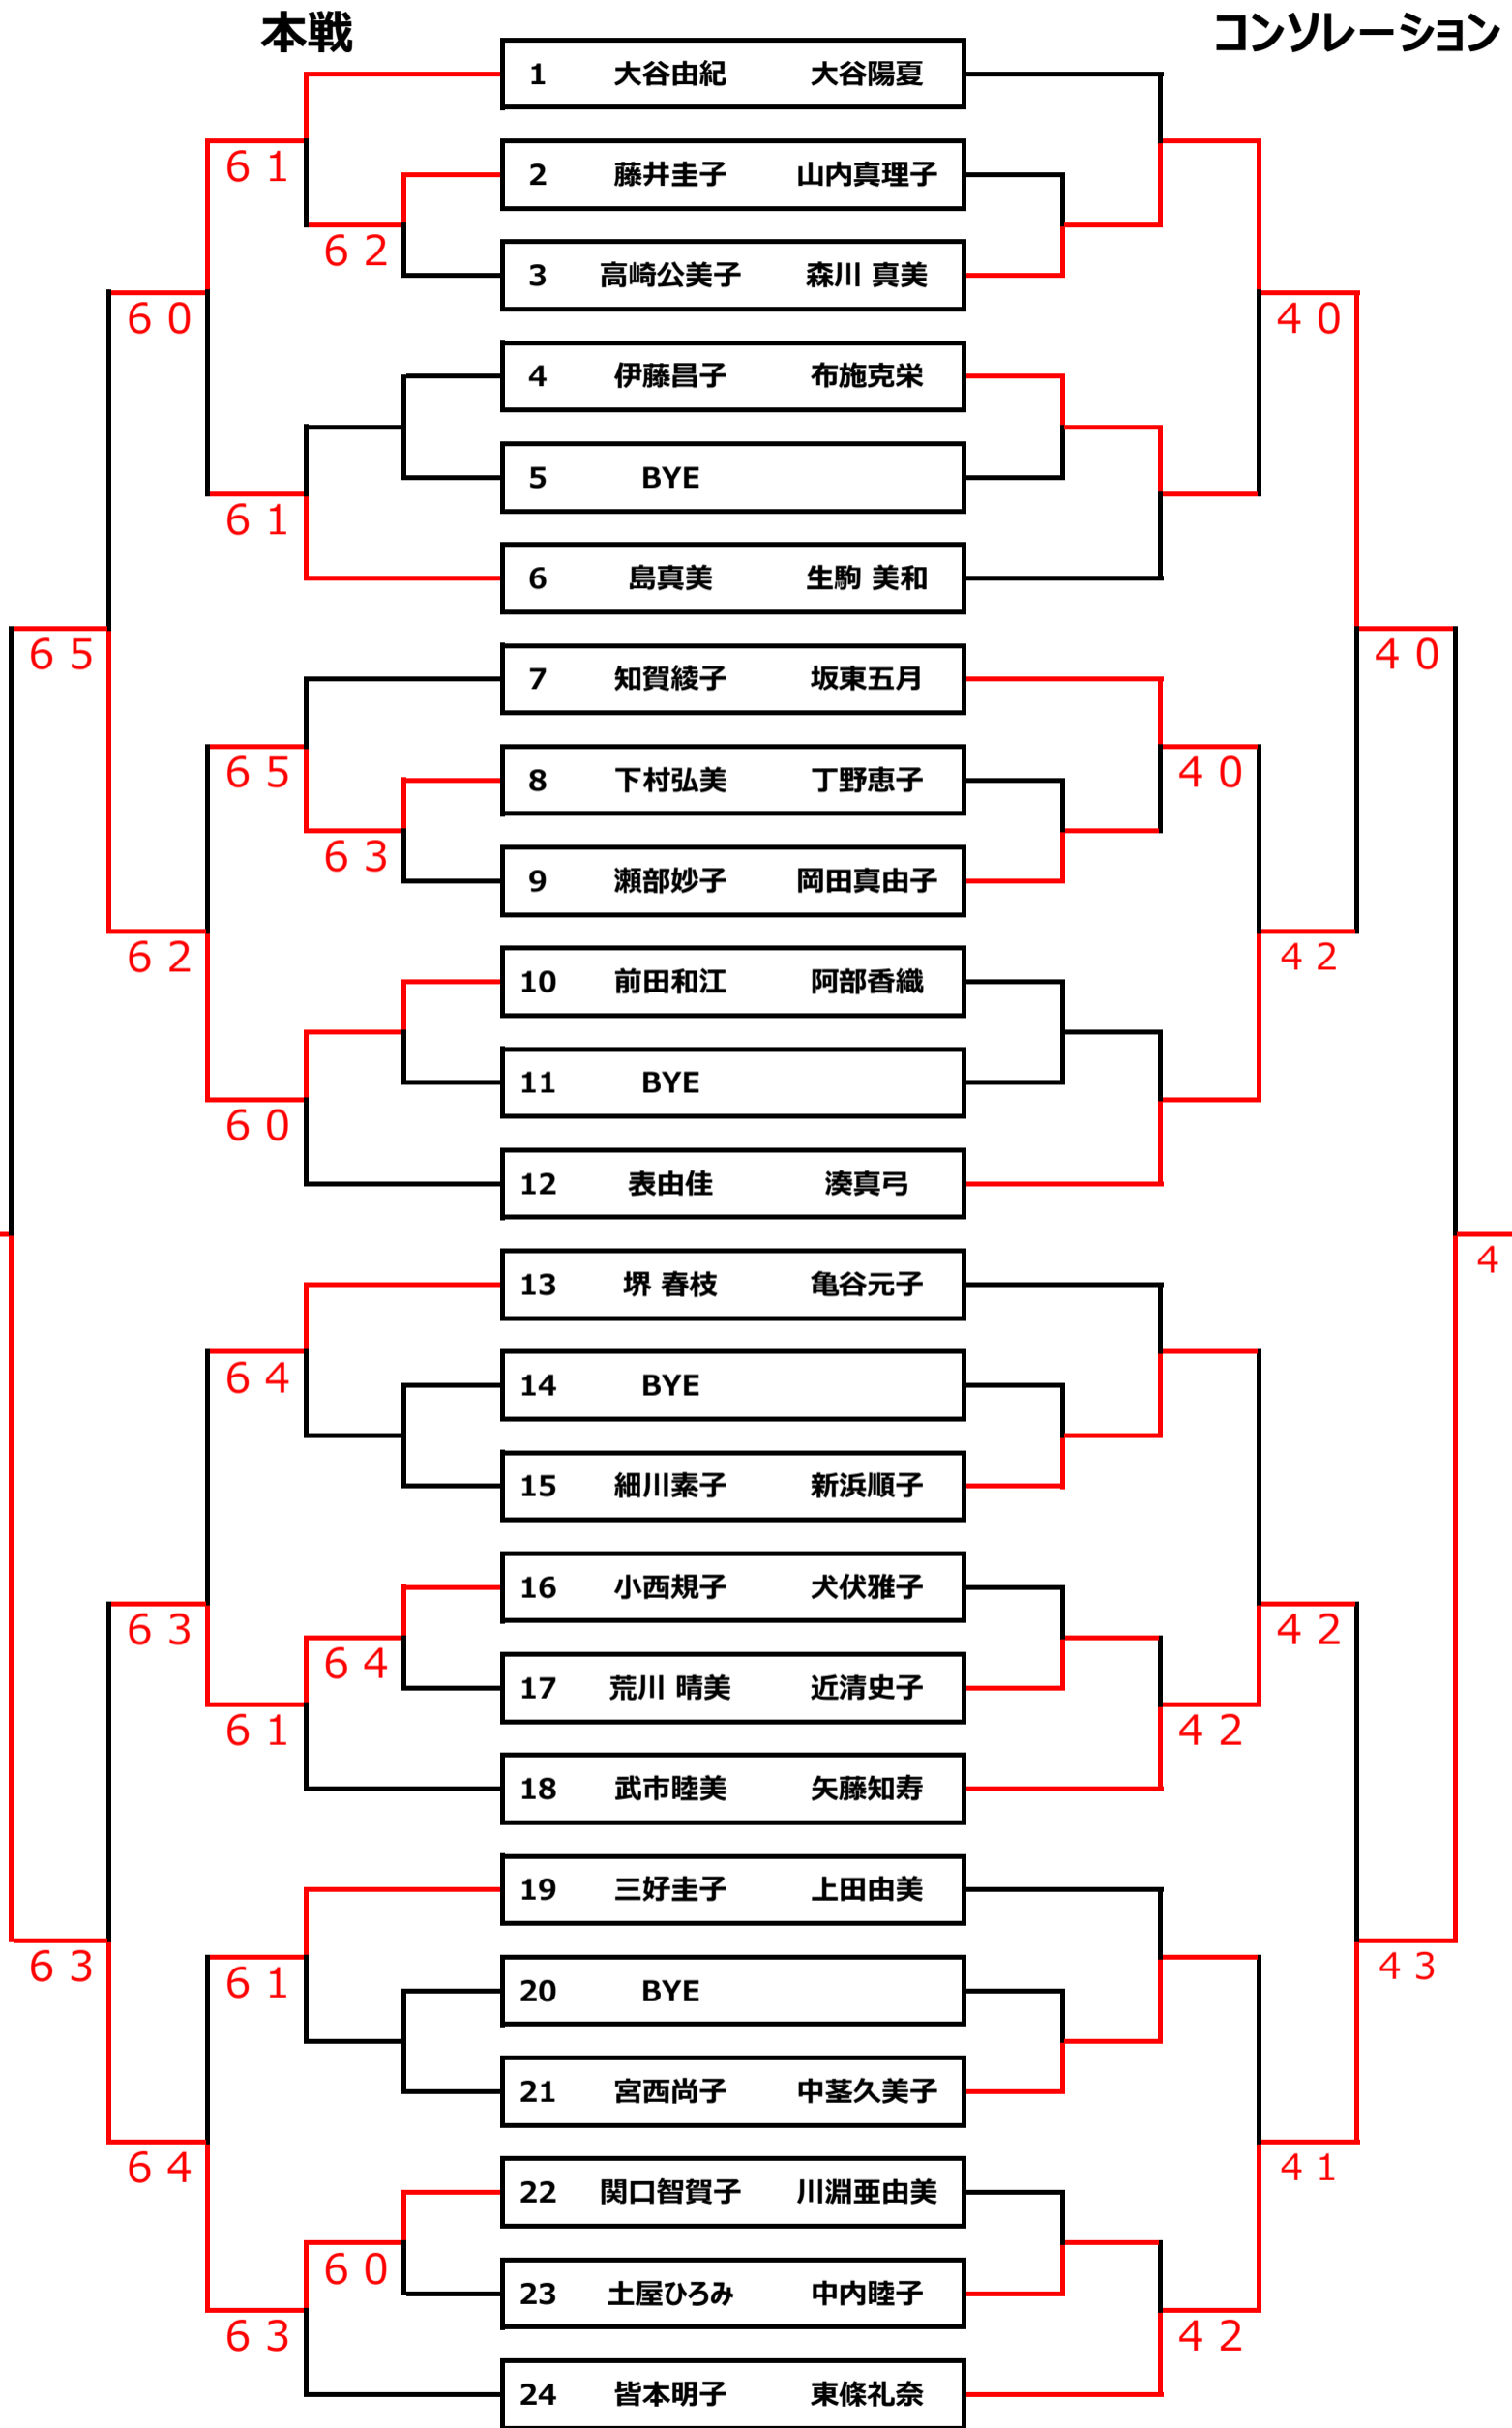 本戦 コンソレーション
1 大谷由紀 大谷陽夏
6 1
2 藤井圭子 山内真理子
6 2
3 高崎公美子 森川 真美
6 0 4 0
4 伊藤昌子 布施克栄
5 BYE
6 1
6 島真美 生駒 美和
6 5 4 0
7 知賀綾子 坂東五月
6 5 4 0
8 下村弘美 丁野恵子
6 3
9 瀬部妙子 岡田真由子
6 2 4 2
10 前田和江 阿部香織
11 BYE
6 0
12 表由佳 湊真弓
4
13 堺 春枝 亀谷元子
6 4
14 BYE
15 細川素子 新浜順子
16 小西規子 犬伏雅子
6 3 4 2
6 4
17 荒川 晴美 近清史子
6 1 4 2
18 武市睦美 矢藤知寿
19 三好圭子 上田由美
6 3 4 3
6 1
20 BYE
21 宮西尚子 中茎久美子
6 4 4 1
22 関口智賀子 川淵亜由美
6 0
23 土屋ひろみ 中内睦子
6 3 4 2
24 皆本明子 東條礼奈